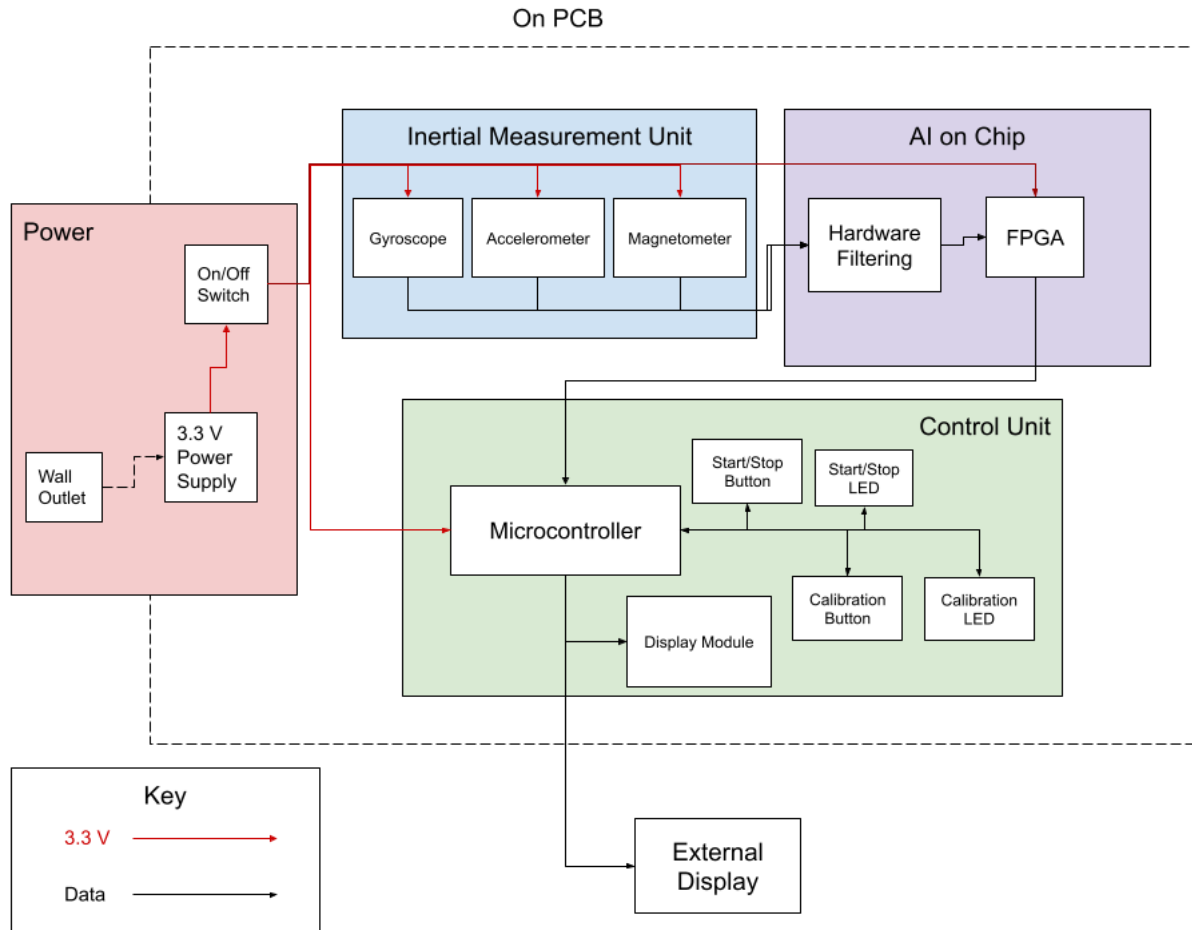 On PCB
Inertial Measurement Unit
AI on Chip
Power
On/Off
Switch
Gyroscope
Accelerometer
Magnetometer
Hardware
Filtering
FPGA
3.3 V
Power
Supply
Wall
Outlet
Control Unit
Start/Stop
Button
Start/Stop
LED
Microcontroller
Calibration
Button
Calibration
LED
Display Module
Key
3.3 V
Data
External
Display